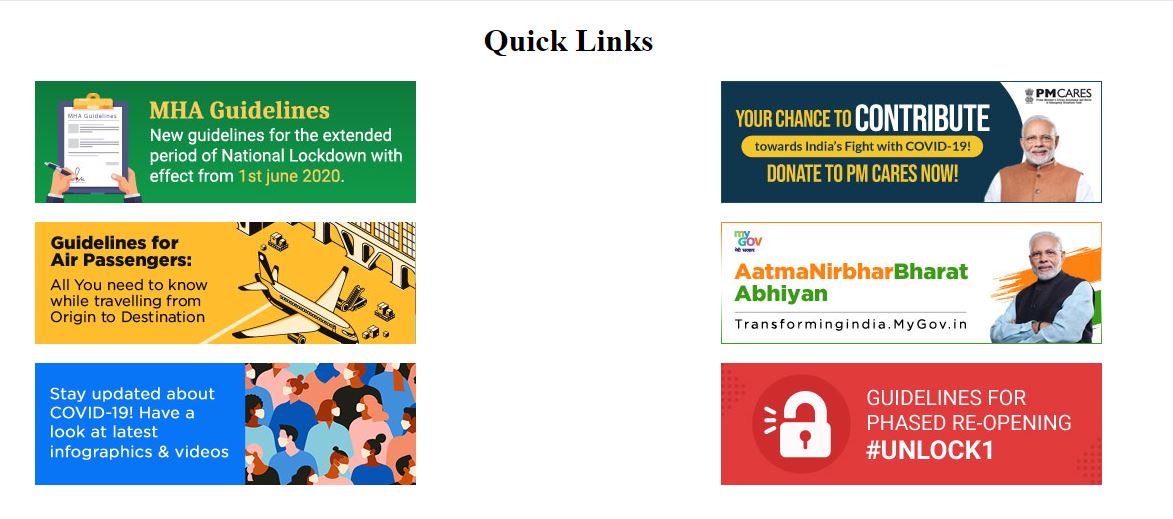 Quick Links
MHA Guidelines
MHA Guidelines
New guidelines for the extended
period of National Lockdown with
effect from 1st june 2020.
PM CARES
YOUR CHANCE TO CONTRIBUTE
towards India's Fight with COVID-19!
DONATE TO PM CARES NOW!
Guidelines for
Air Passengers:
All You need to know
while travelling from
Origin to Destination
my
GOV
मेरी सरकार
AatmaNirbharBharat
Abhiyan
Transformingindia.MyGov.in
Stay updated about
COVID-19! Have a
look at latest
infographics & videos
GUIDELINES FOR
PHASED RE-OPENING
#UNLOCK1